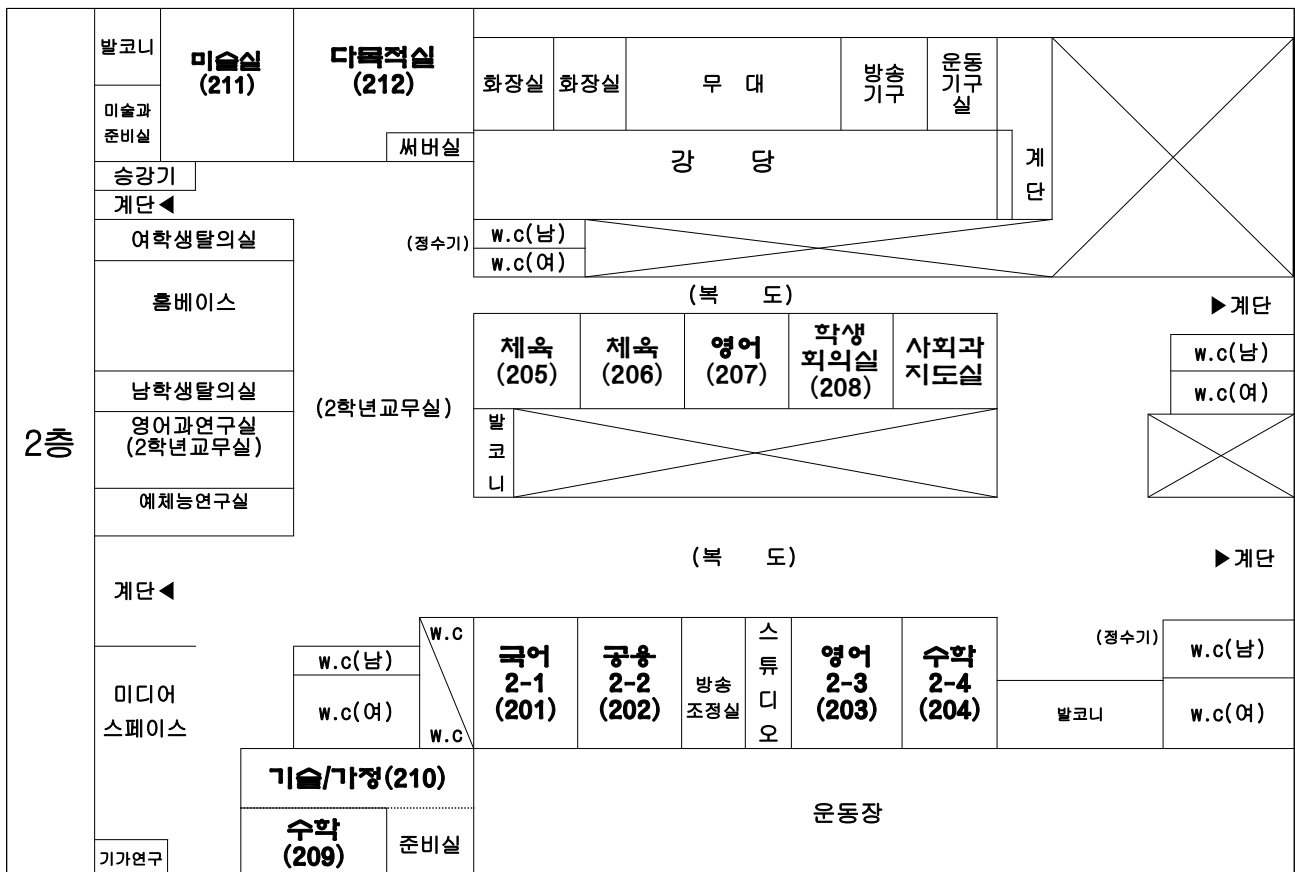 2층
발코니
미술실
(211)
다목적실
(212)
미술과
준비실
써버실
화장실
화장실
무 대
방송
기구
운동
기구
실
강 당
계
단
승강기
계단◀
여학생탈의실
(정수기)
w.c(남)
w.c(여)
홈베이스
(복 도)
▶계단
체육
(205)
체육
(206)
영어
(207)
학생
회의실
(208)
사회과
지도실
w.c(남)
w.c(여)
남학생탈의실
(2학년교무실)
영어과연구실
(2학년교무실)
발
코
니
예체능연구실
(복 도)
▶계단
계단◀
w.c
w.c
w.c(남)
w.c(여)
국어
2-1
(201)
공용
2-2
(202)
방송
조정실
스
튜
디
오
영어
2-3
(203)
수학
2-4
(204)
(정수기)
w.c(남)
발코니
w.c(여)
미디어
스페이스
기술/가정(210)
수학
(209)
준비실
운동장
기가연구